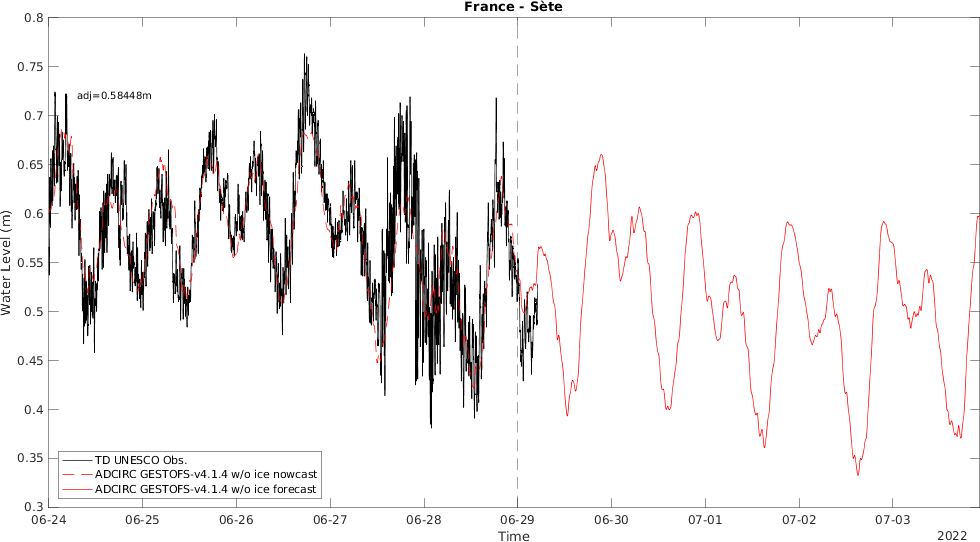 France - Sète
0.8
0.75
0.7
0.65
0.6
0.55
0.5
0.45
0.4
0.35
0.3
Water Level (m)
adj=0.58448m
TD UNESCO Obs.
ADCIRC GESTOFS-v4.1.4 w/o ice nowcast
ADCIRC GESTOFS-v4.1.4 w/o ice forecast
06-24 06-25 06-26 06-27 06-28 06-29 06-30 07-01 07-02 07-03
Time
2022